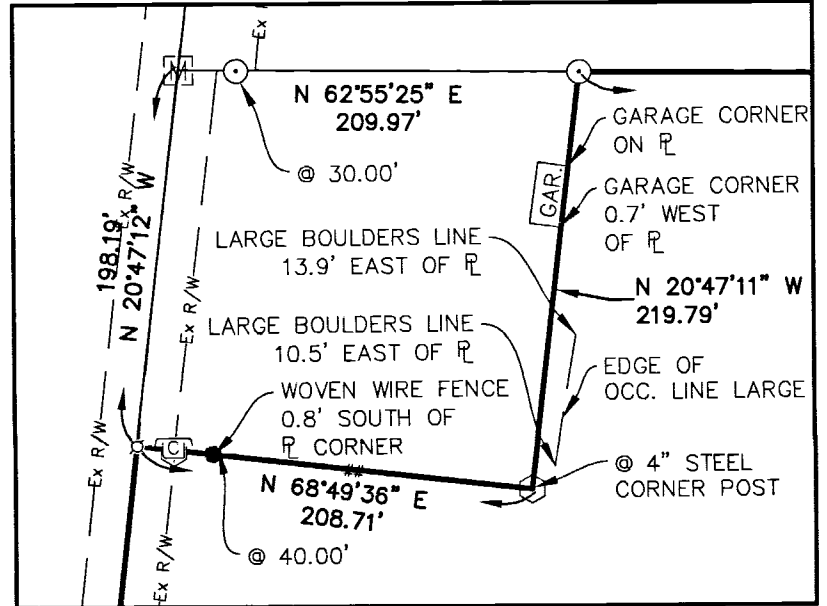 Ex R/W
M
N 62°55'25" E
209.97'
@ 30.00'
GARAGE CORNER
ON ℄
GAR.
GARAGE CORNER
0.7' WEST
OF ℄
198.19'
N 20°47'12" W
Ex R/W
Ex R/W
LARGE BOULDERS LINE
13.9' EAST OF ℄
N 20°47'11" W
219.79'
LARGE BOULDERS LINE
10.5' EAST OF ℄
EDGE OF
OCC. LINE LARGE
WOVEN WIRE FENCE
0.8' SOUTH OF
℄ CORNER
C
Ex R/W
@ 4" STEEL
CORNER POST
N 68°49'36" E
208.71'
@ 40.00'
Ex R/W